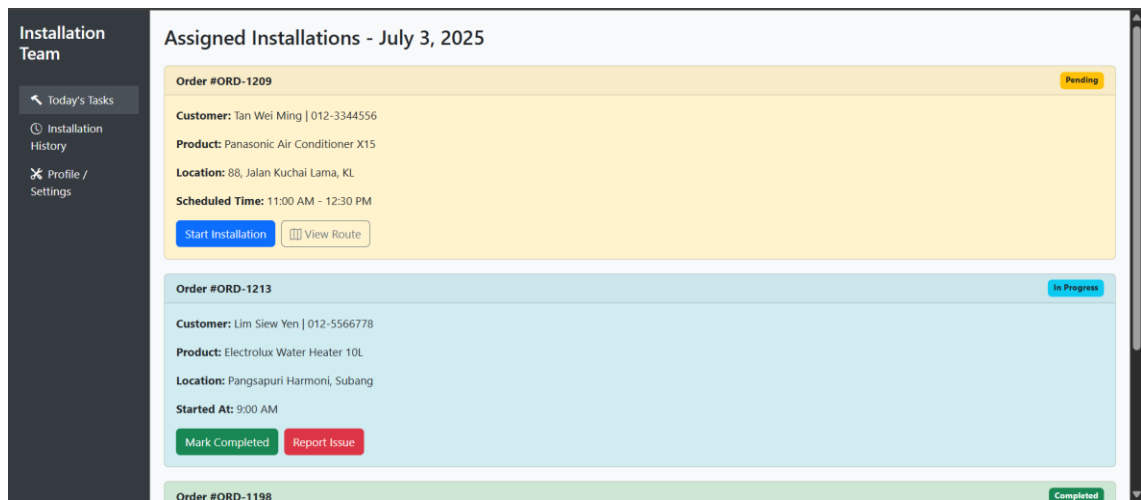 Installation
Team
Today's Tasks
Installation
History
Profile /
Settings
Assigned Installations - July 3, 2025
Order #ORD-1209
Pending
Customer: Tan Wei Ming | 012-3344556
Product: Panasonic Air Conditioner X15
Location: 88, Jalan Kuchai Lama, KL
Scheduled Time: 11:00 AM - 12:30 PM
Start Installation
View Route
Order #ORD-1213
In Progress
Customer: Lim Siew Yen | 012-5566778
Product: Electrolux Water Heater 10L
Location: Pangsapuri Harmoni, Subang
Started At: 9:00 AM
Mark Completed
Report Issue
Order #ORD-1198
Completed